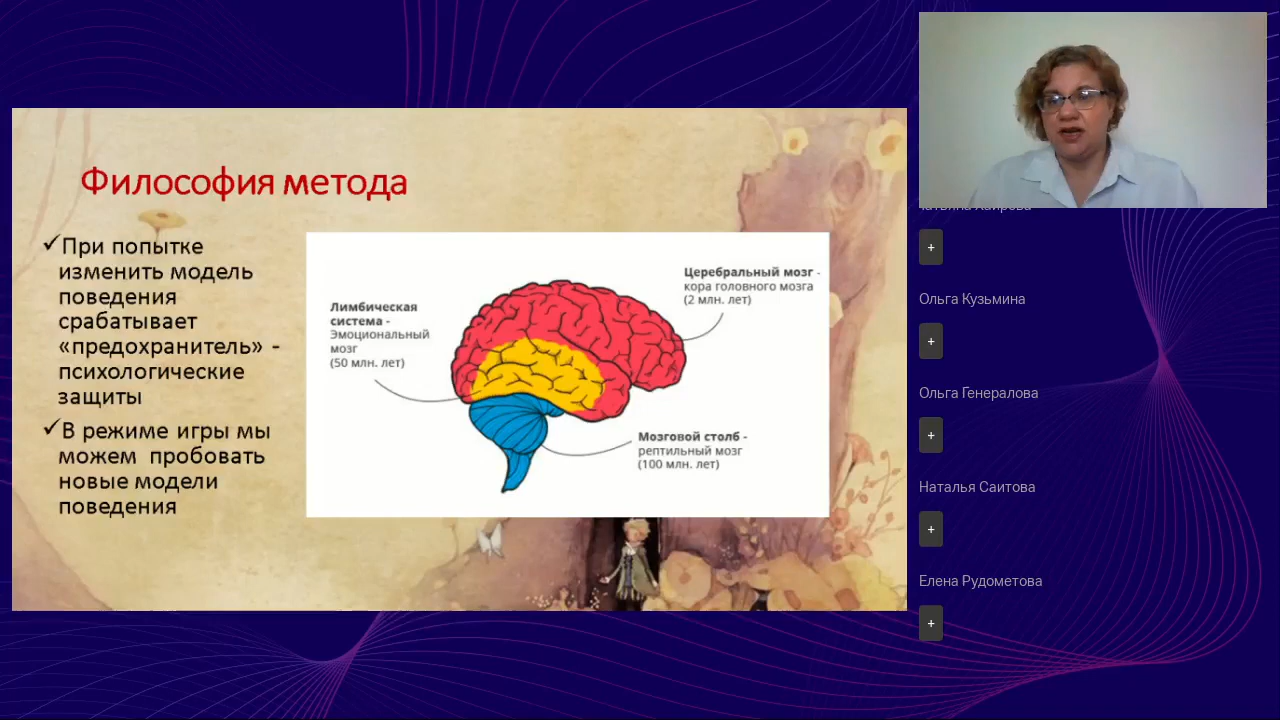 Философия метода
✓При попытке
изменить модель
поведения
срабатывает
«предохранитель» -
психологические
защиты
✓В режиме игры мы
можем пробовать
новые модели
поведения
Лимбическая
система -
Эмоциональный
мозг
(50 млн. лет)
Церебральный мозг -
кора головного мозга
(2 млн. лет)
Мозговой столб -
рептильный мозг
(100 млн. лет)
+
Ольга Кузьмина
+
Ольга Генералова
+
Наталья Саитова
+
Елена Рудометова
+